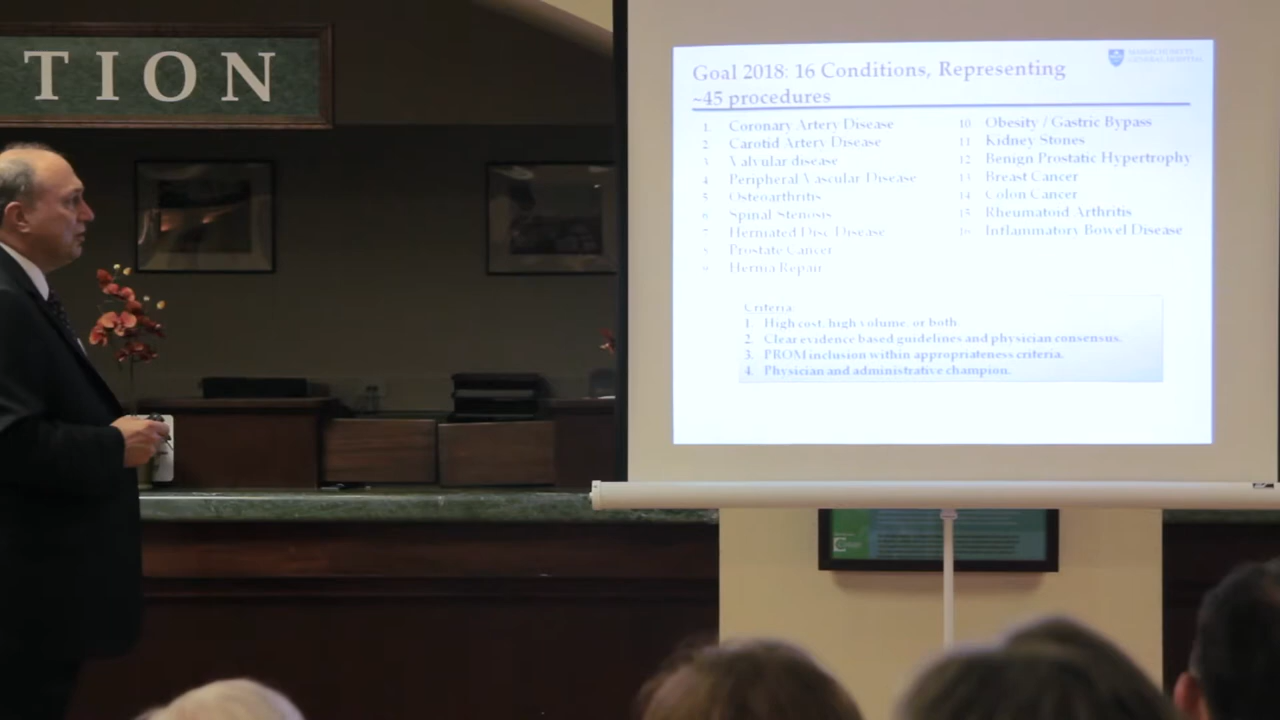 TION
MASSACHUSETTS
GENERAL HOSPITAL
Goal 2018: 16 Conditions, Representing
~45 procedures
1. Coronary Artery Disease
2. Carotid Artery Disease
3. Valvular disease
4. Peripheral Vascular Disease
5. Osteoarthritis
6. Spinal Stenosis
7. Herniated Disc Disease
8. Prostate Cancer
9. Hernia Repair
10. Obesity / Gastric Bypass
11. Kidney Stones
12. Benign Prostatic Hypertrophy
13. Breast Cancer
14. Colon Cancer
15. Rheumatoid Arthritis
16. Inflammatory Bowel Disease
Criteria:
1. High cost, high volume, or both
2. Clear evidence based guidelines and physician consensus.
3. PROM inclusion within appropriateness criteria.
4. Physician and administrative champion.